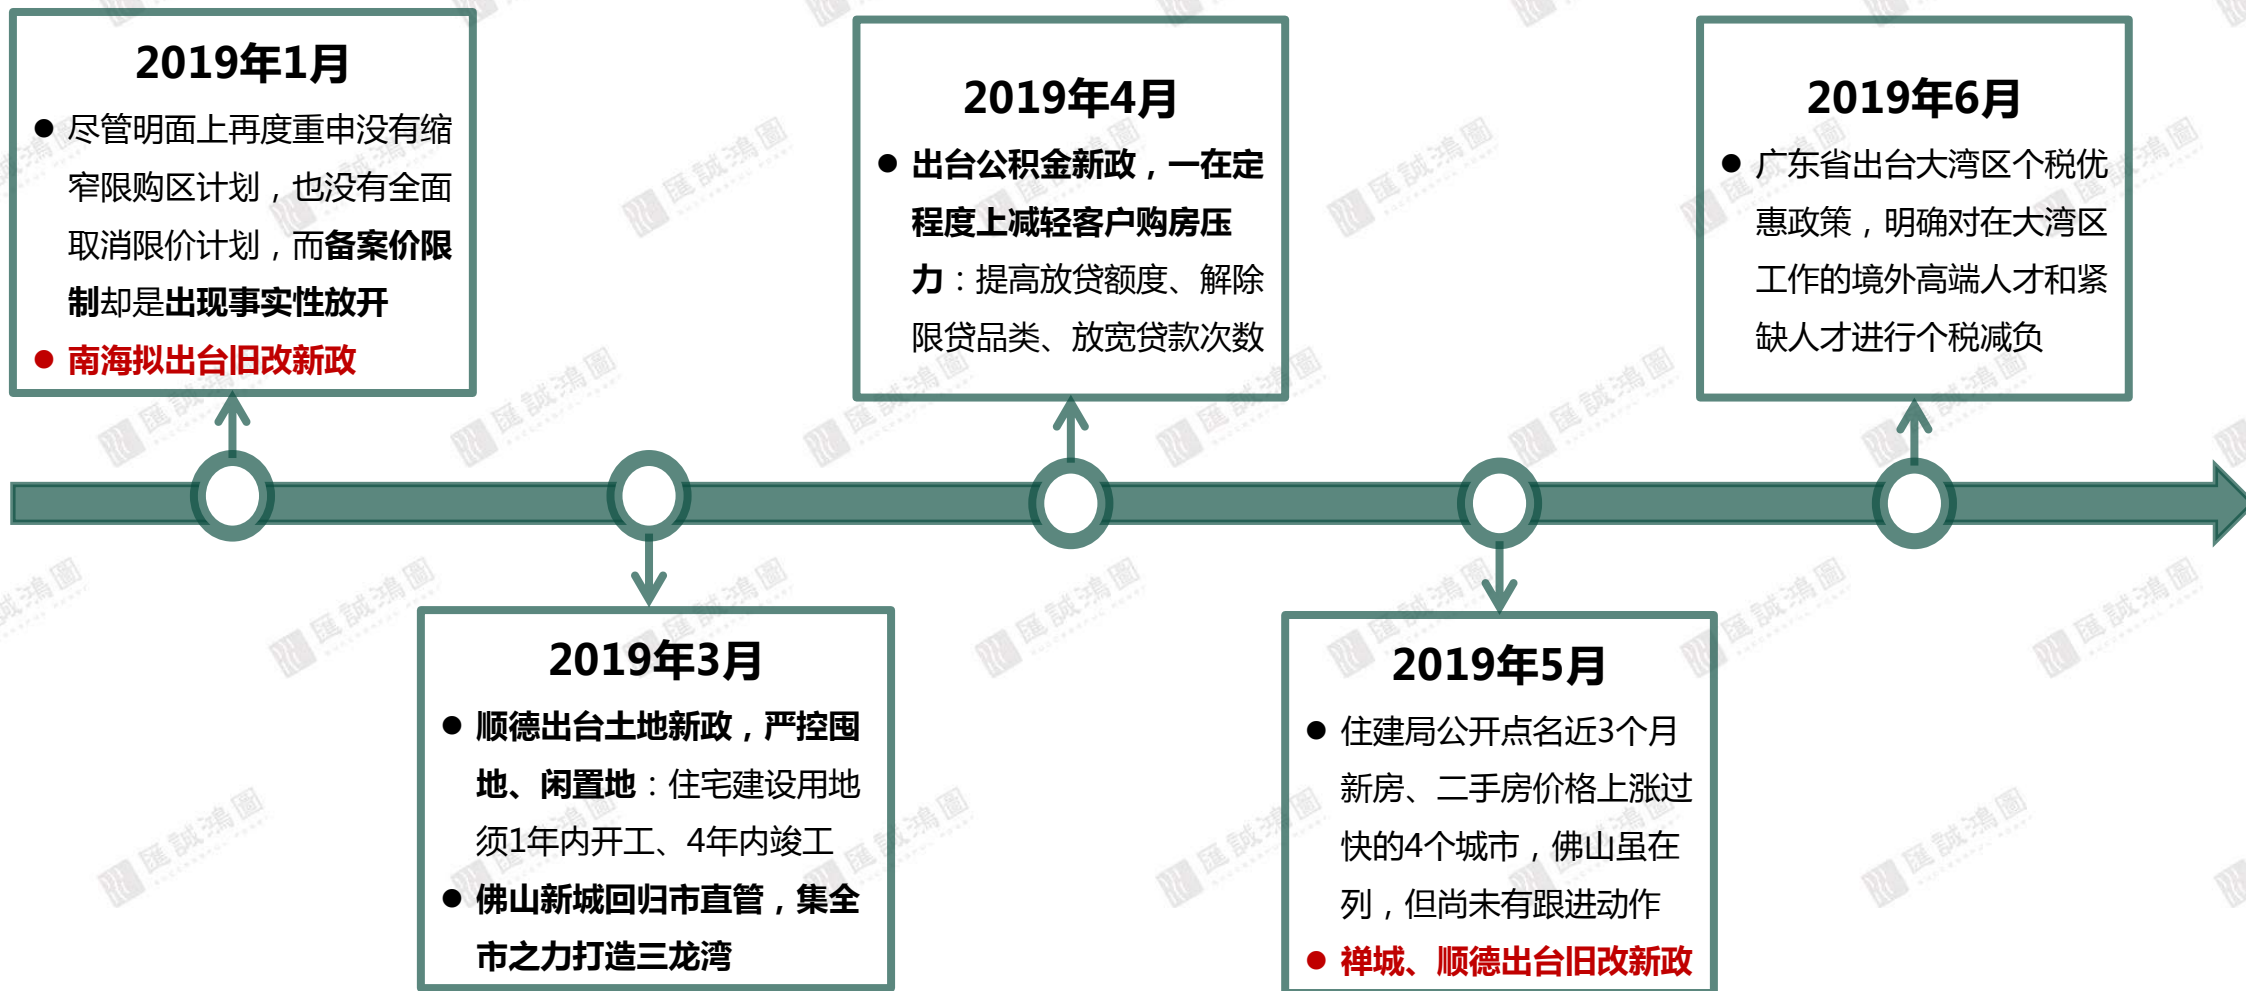 2019年1月
● 尽管明面上再度重申没有缩
窄限购区计划，也没有全面
取消限价计划，而备案价限
制却是出现事实性放开
● 南海拟出台旧改新政
2019年3月
● 顺德出台土地新政，严控囤
地、闲置地：住宅建设用地
须1年内开工、4年内竣工
● 佛山新城回归市直管，集全
市之力打造三龙湾
2019年4月
● 出台公积金新政，一在定
程度上减轻客户购房压
力：提高放贷额度、解除
限贷品类、放宽贷款次数
2019年5月
● 住建局公开点名近3个月
新房、二手房价格上涨过
快的4个城市，佛山虽在
列，但尚未有跟进动作
● 禅城、顺德出台旧改新政
2019年6月
● 广东省出台大湾区个税优
惠政策，明确对在大湾区
工作的境外高端人才和紧
缺人才进行个税减负
匯誠鴻圖